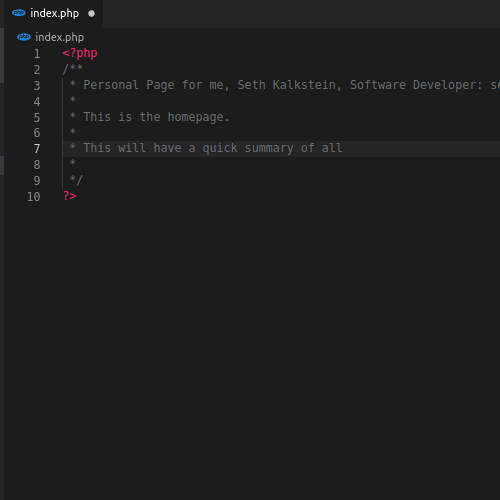 index.php
index.php
1 <?php
2 /**
3 * Personal Page for me, Seth Kalkstein, Software Developer: se
4 *
5 * This is the homepage.
6 *
7 * This will have a quick summary of all
8 *
9 */
10 ?>